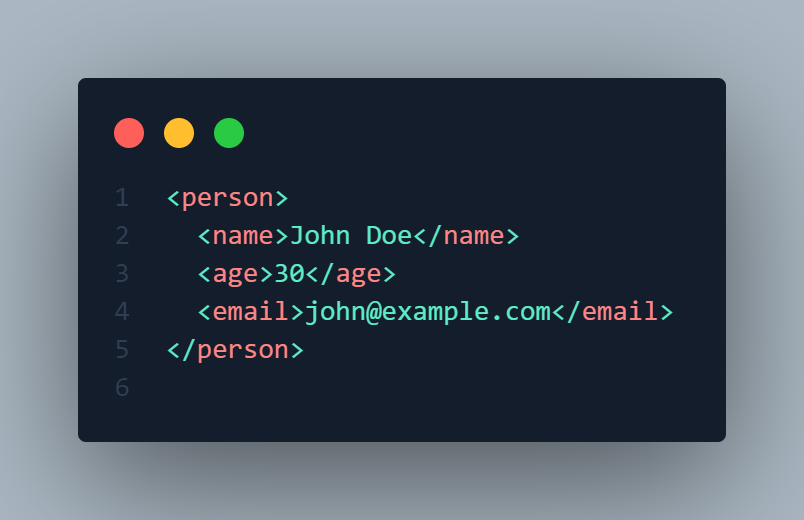 1 <person>
2   <name>John Doe</name>
3   <age>30</age>
4   <email>john@example.com</email>
5 </person>
6